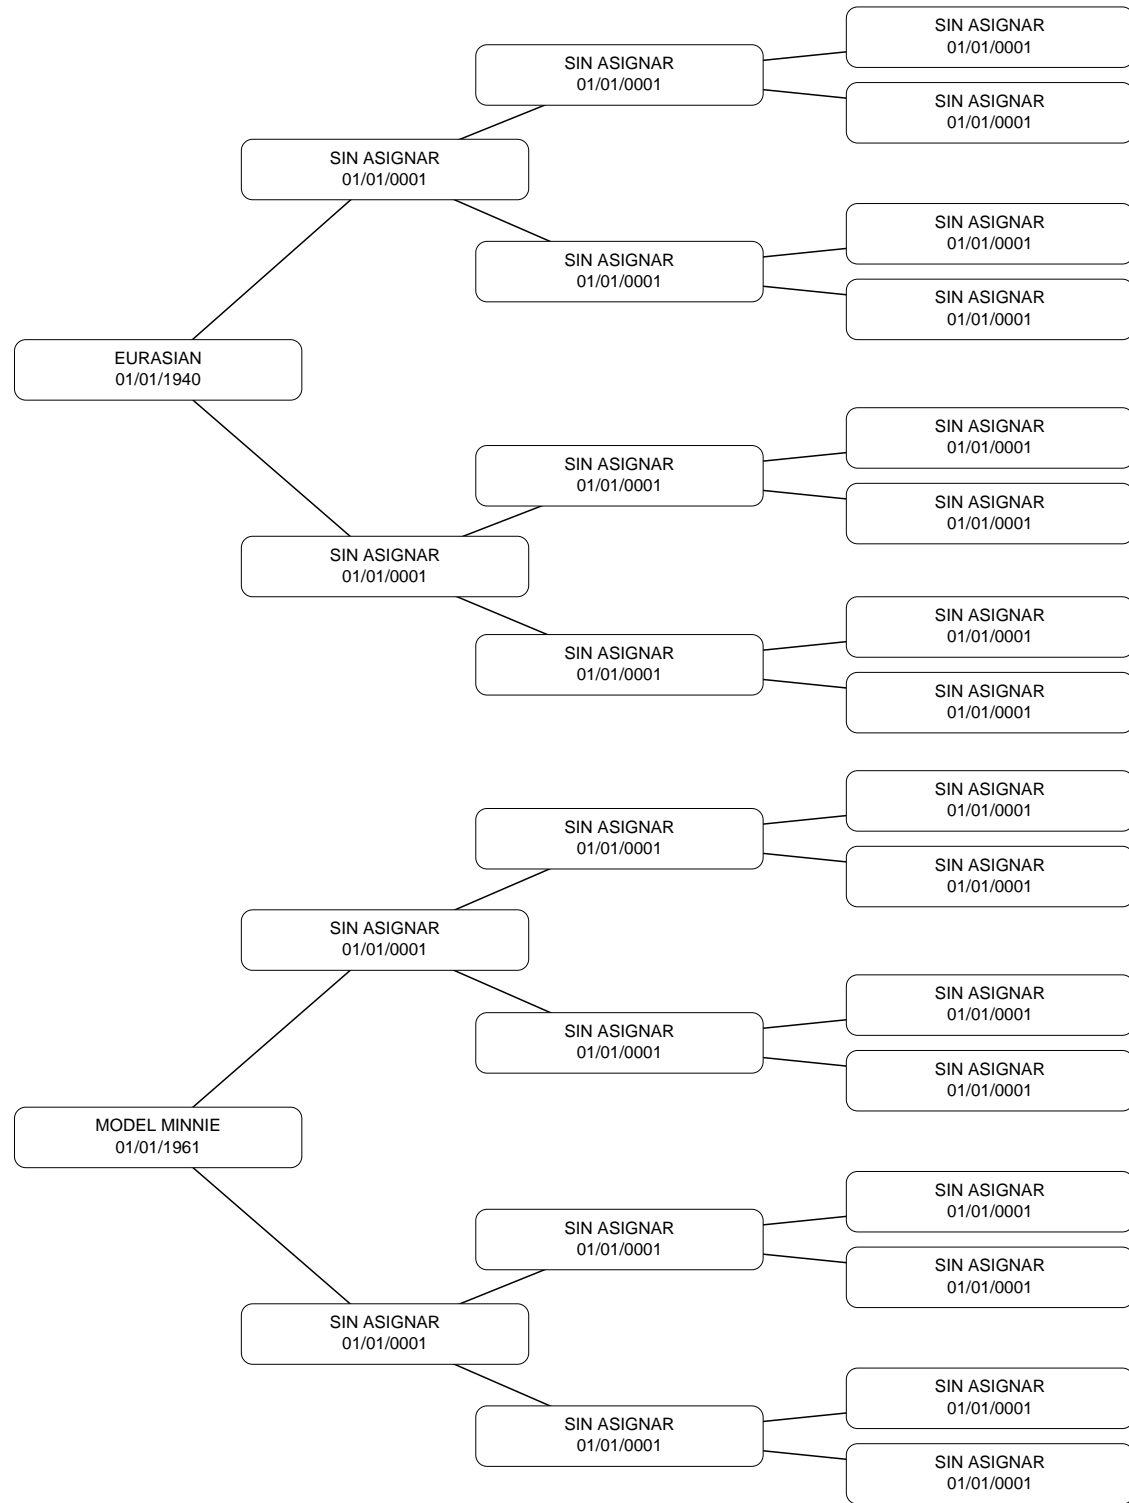 SIN ASIGNAR
01/01/0001
SIN ASIGNAR
01/01/0001
SIN ASIGNAR
01/01/0001
SIN ASIGNAR
01/01/0001
SIN ASIGNAR
01/01/0001
SIN ASIGNAR
01/01/0001
SIN ASIGNAR
01/01/0001
EURASIAN
01/01/1940
SIN ASIGNAR
01/01/0001
SIN ASIGNAR
01/01/0001
SIN ASIGNAR
01/01/0001
SIN ASIGNAR
01/01/0001
SIN ASIGNAR
01/01/0001
SIN ASIGNAR
01/01/0001
SIN ASIGNAR
01/01/0001
SIN ASIGNAR
01/01/0001
SIN ASIGNAR
01/01/0001
SIN ASIGNAR
01/01/0001
SIN ASIGNAR
01/01/0001
SIN ASIGNAR
01/01/0001
SIN ASIGNAR
01/01/0001
SIN ASIGNAR
01/01/0001
MODEL MINNIE
01/01/1961
SIN ASIGNAR
01/01/0001
SIN ASIGNAR
01/01/0001
SIN ASIGNAR
01/01/0001
SIN ASIGNAR
01/01/0001
SIN ASIGNAR
01/01/0001
SIN ASIGNAR
01/01/0001
SIN ASIGNAR
01/01/0001